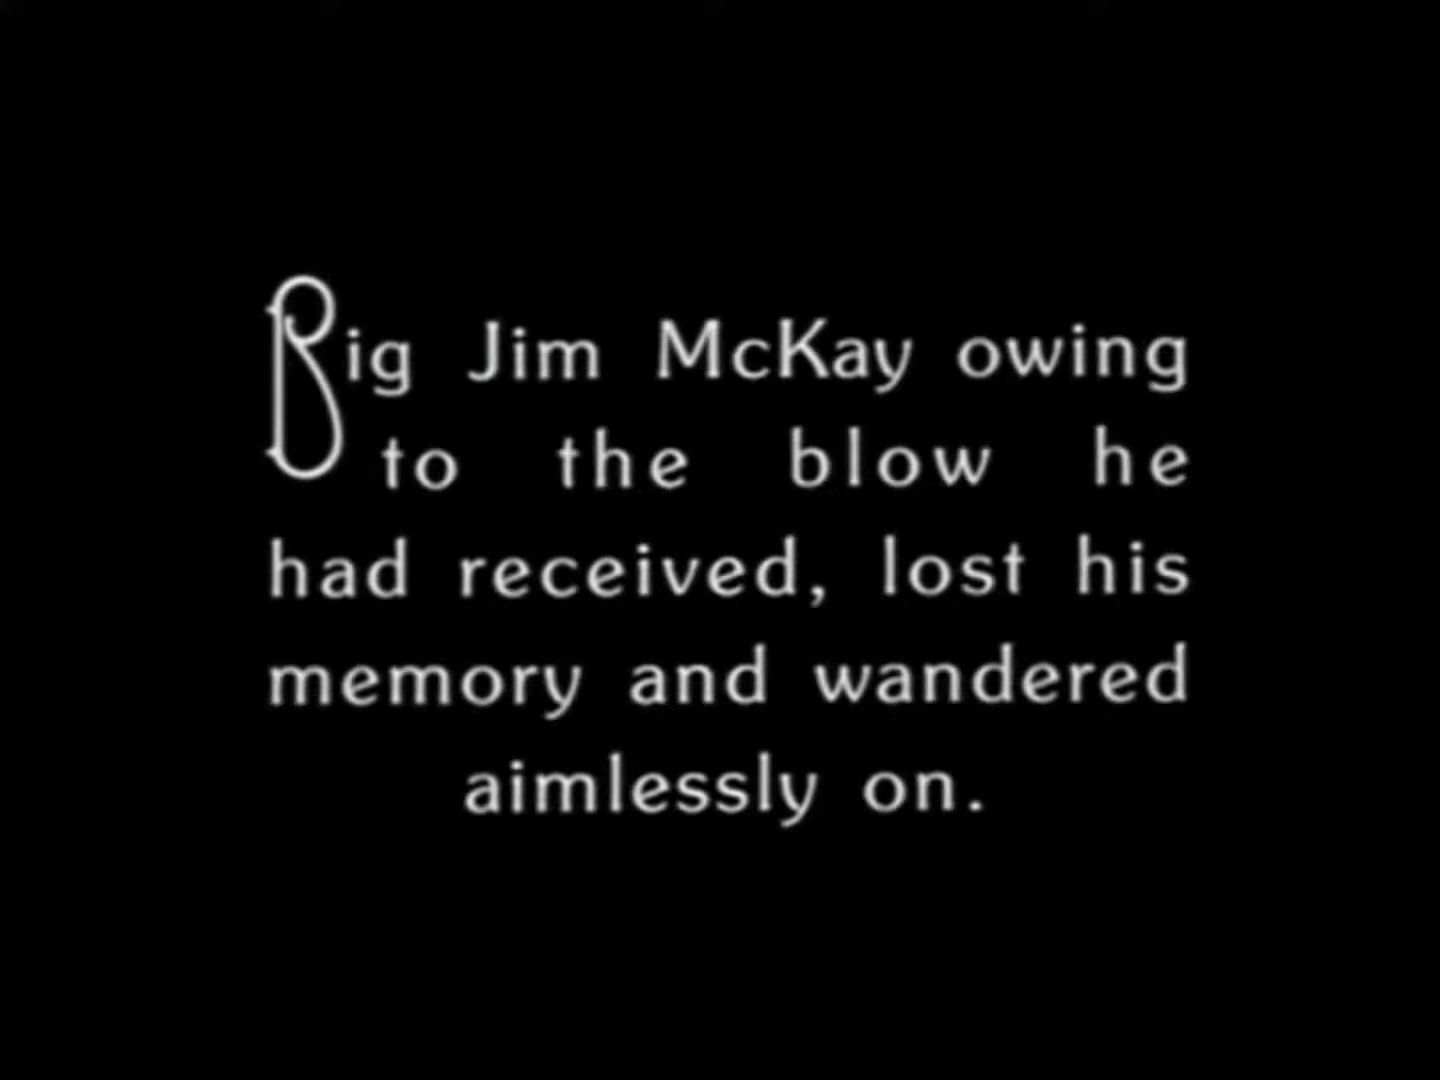 Big Jim McKay owing
to the blow he
had received, lost his
memory and wandered
aimlessly on.